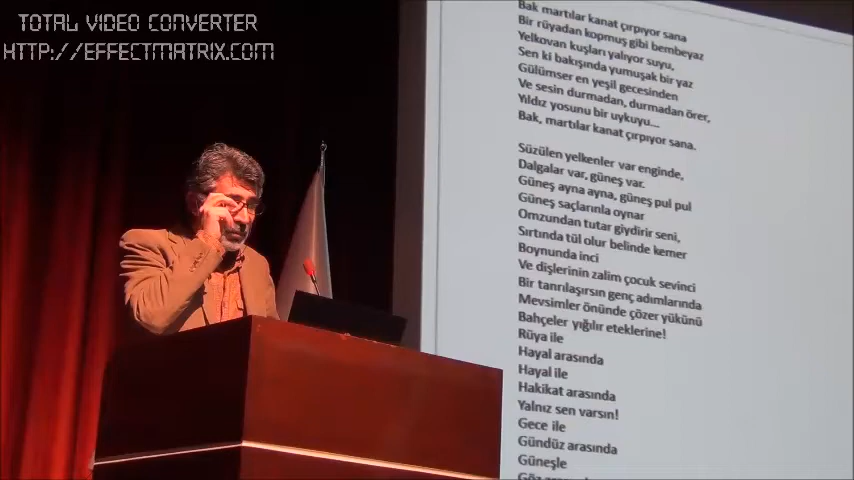 TOTAL VIDEO CONVERTER
HTTP://EFFECTMATRIX.COM
Bak martılar kanat çırpıyor sana
Bir rüyadan kopmuş gibi bembeyaz
Yelkovan kuşları yalıyor suyu,
Sen ki bakışında yumuşak bir yaz
Gülümser en yeşil gecesinden
Ve sesin durmadan, durmadan örer,
Yıldız yosunu bir uykuyu...
Bak, martılar kanat çırpıyor sana.
Süzülen yelkenler var enginde,
Dalgalar var, güneş var.
Güneş ayna ayna, güneş pul pul
Güneş saçlarınla oynar
Omzundan tutar giydirir seni,
Sırtında tül olur belinde kemer
Boynunda inci
Ve dişlerinin zalim çocuk sevinci
Bir tanrılaşırsın genç adımlarında
Mevsimler önünde çözer yükünü
Bahçeler yığılır eteklerine!
Rüya ile
Hayal arasında
Hayal ile
Hakikat arasında
Yalnız sen varsın!
Gece ile
Gündüz arasında
Güneşle
Göz